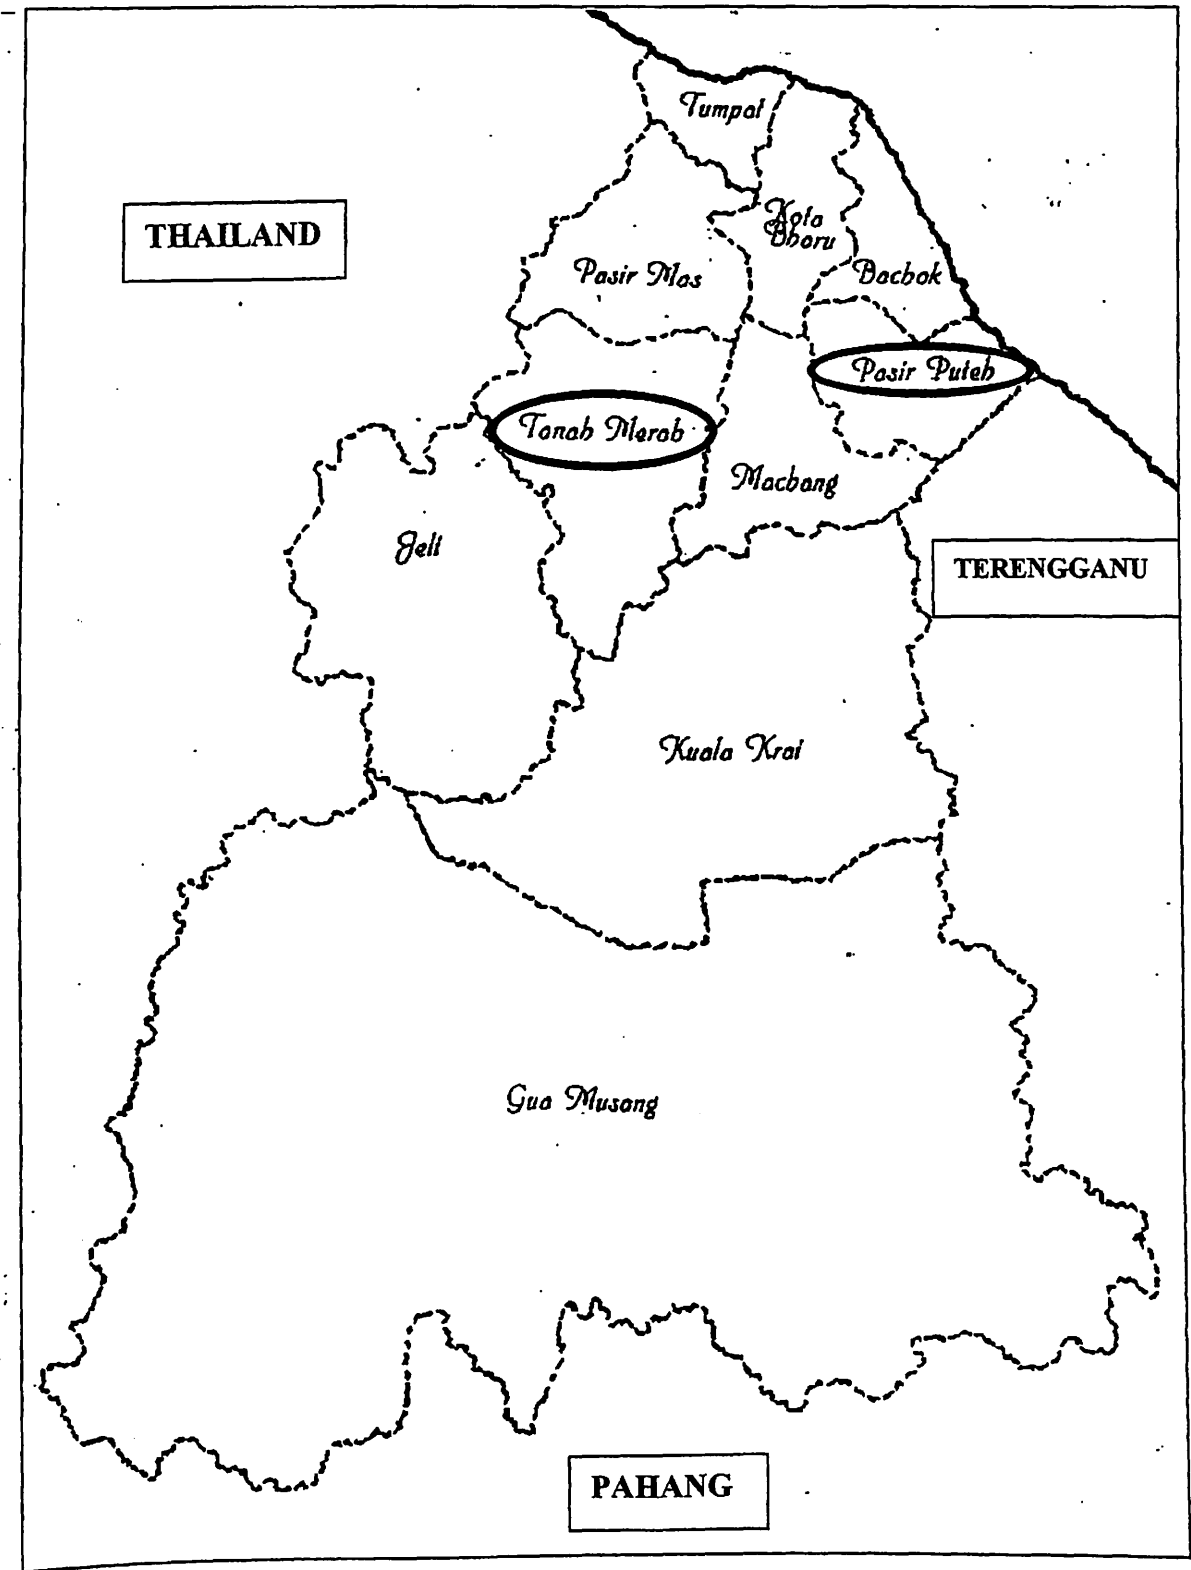 Tumpat
THAILAND
Kota
Bharu
Pasir Mas
Bachok
Pasir Puteh
Tanah Merah
Machang
Jeli
TERENGGANU
Kuala Krai
Gua Musang
PAHANG